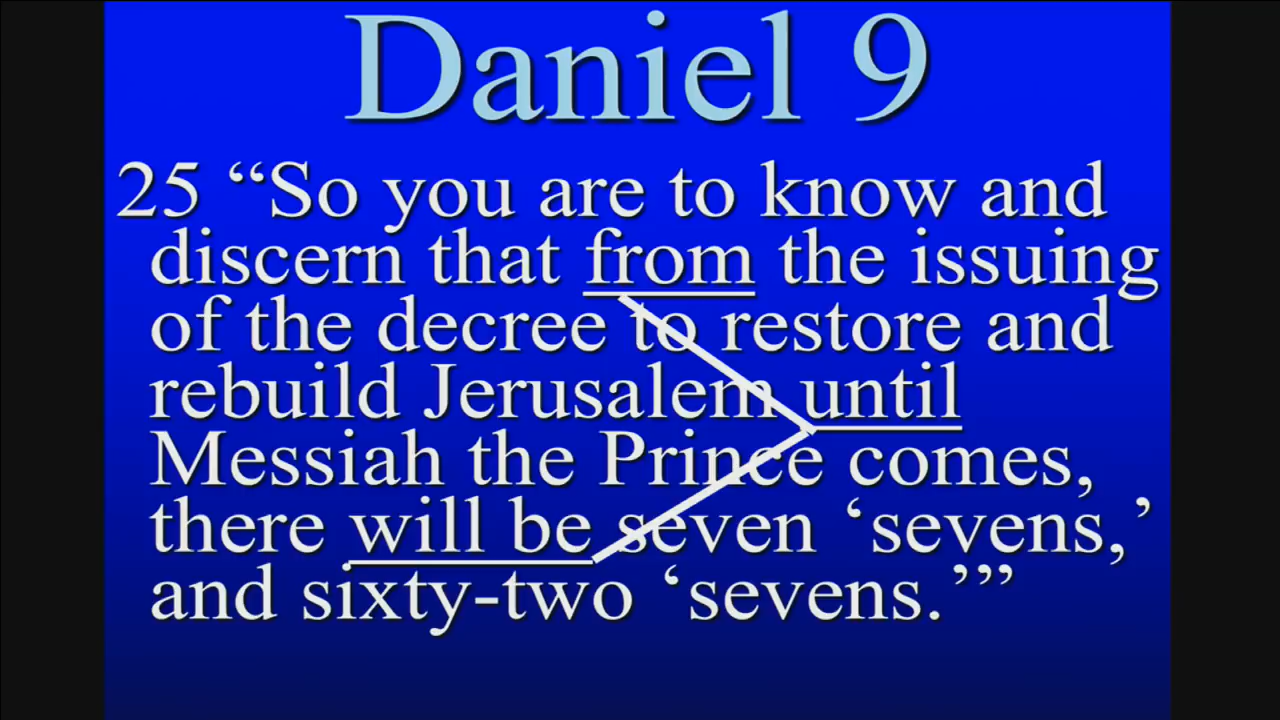 Daniel 9
25 “So you are to know and
discern that from the issuing
of the decree to restore and
rebuild Jerusalem until
Messiah the Prince comes,
there will be seven ‘sevens,’
and sixty-two ‘sevens.’”